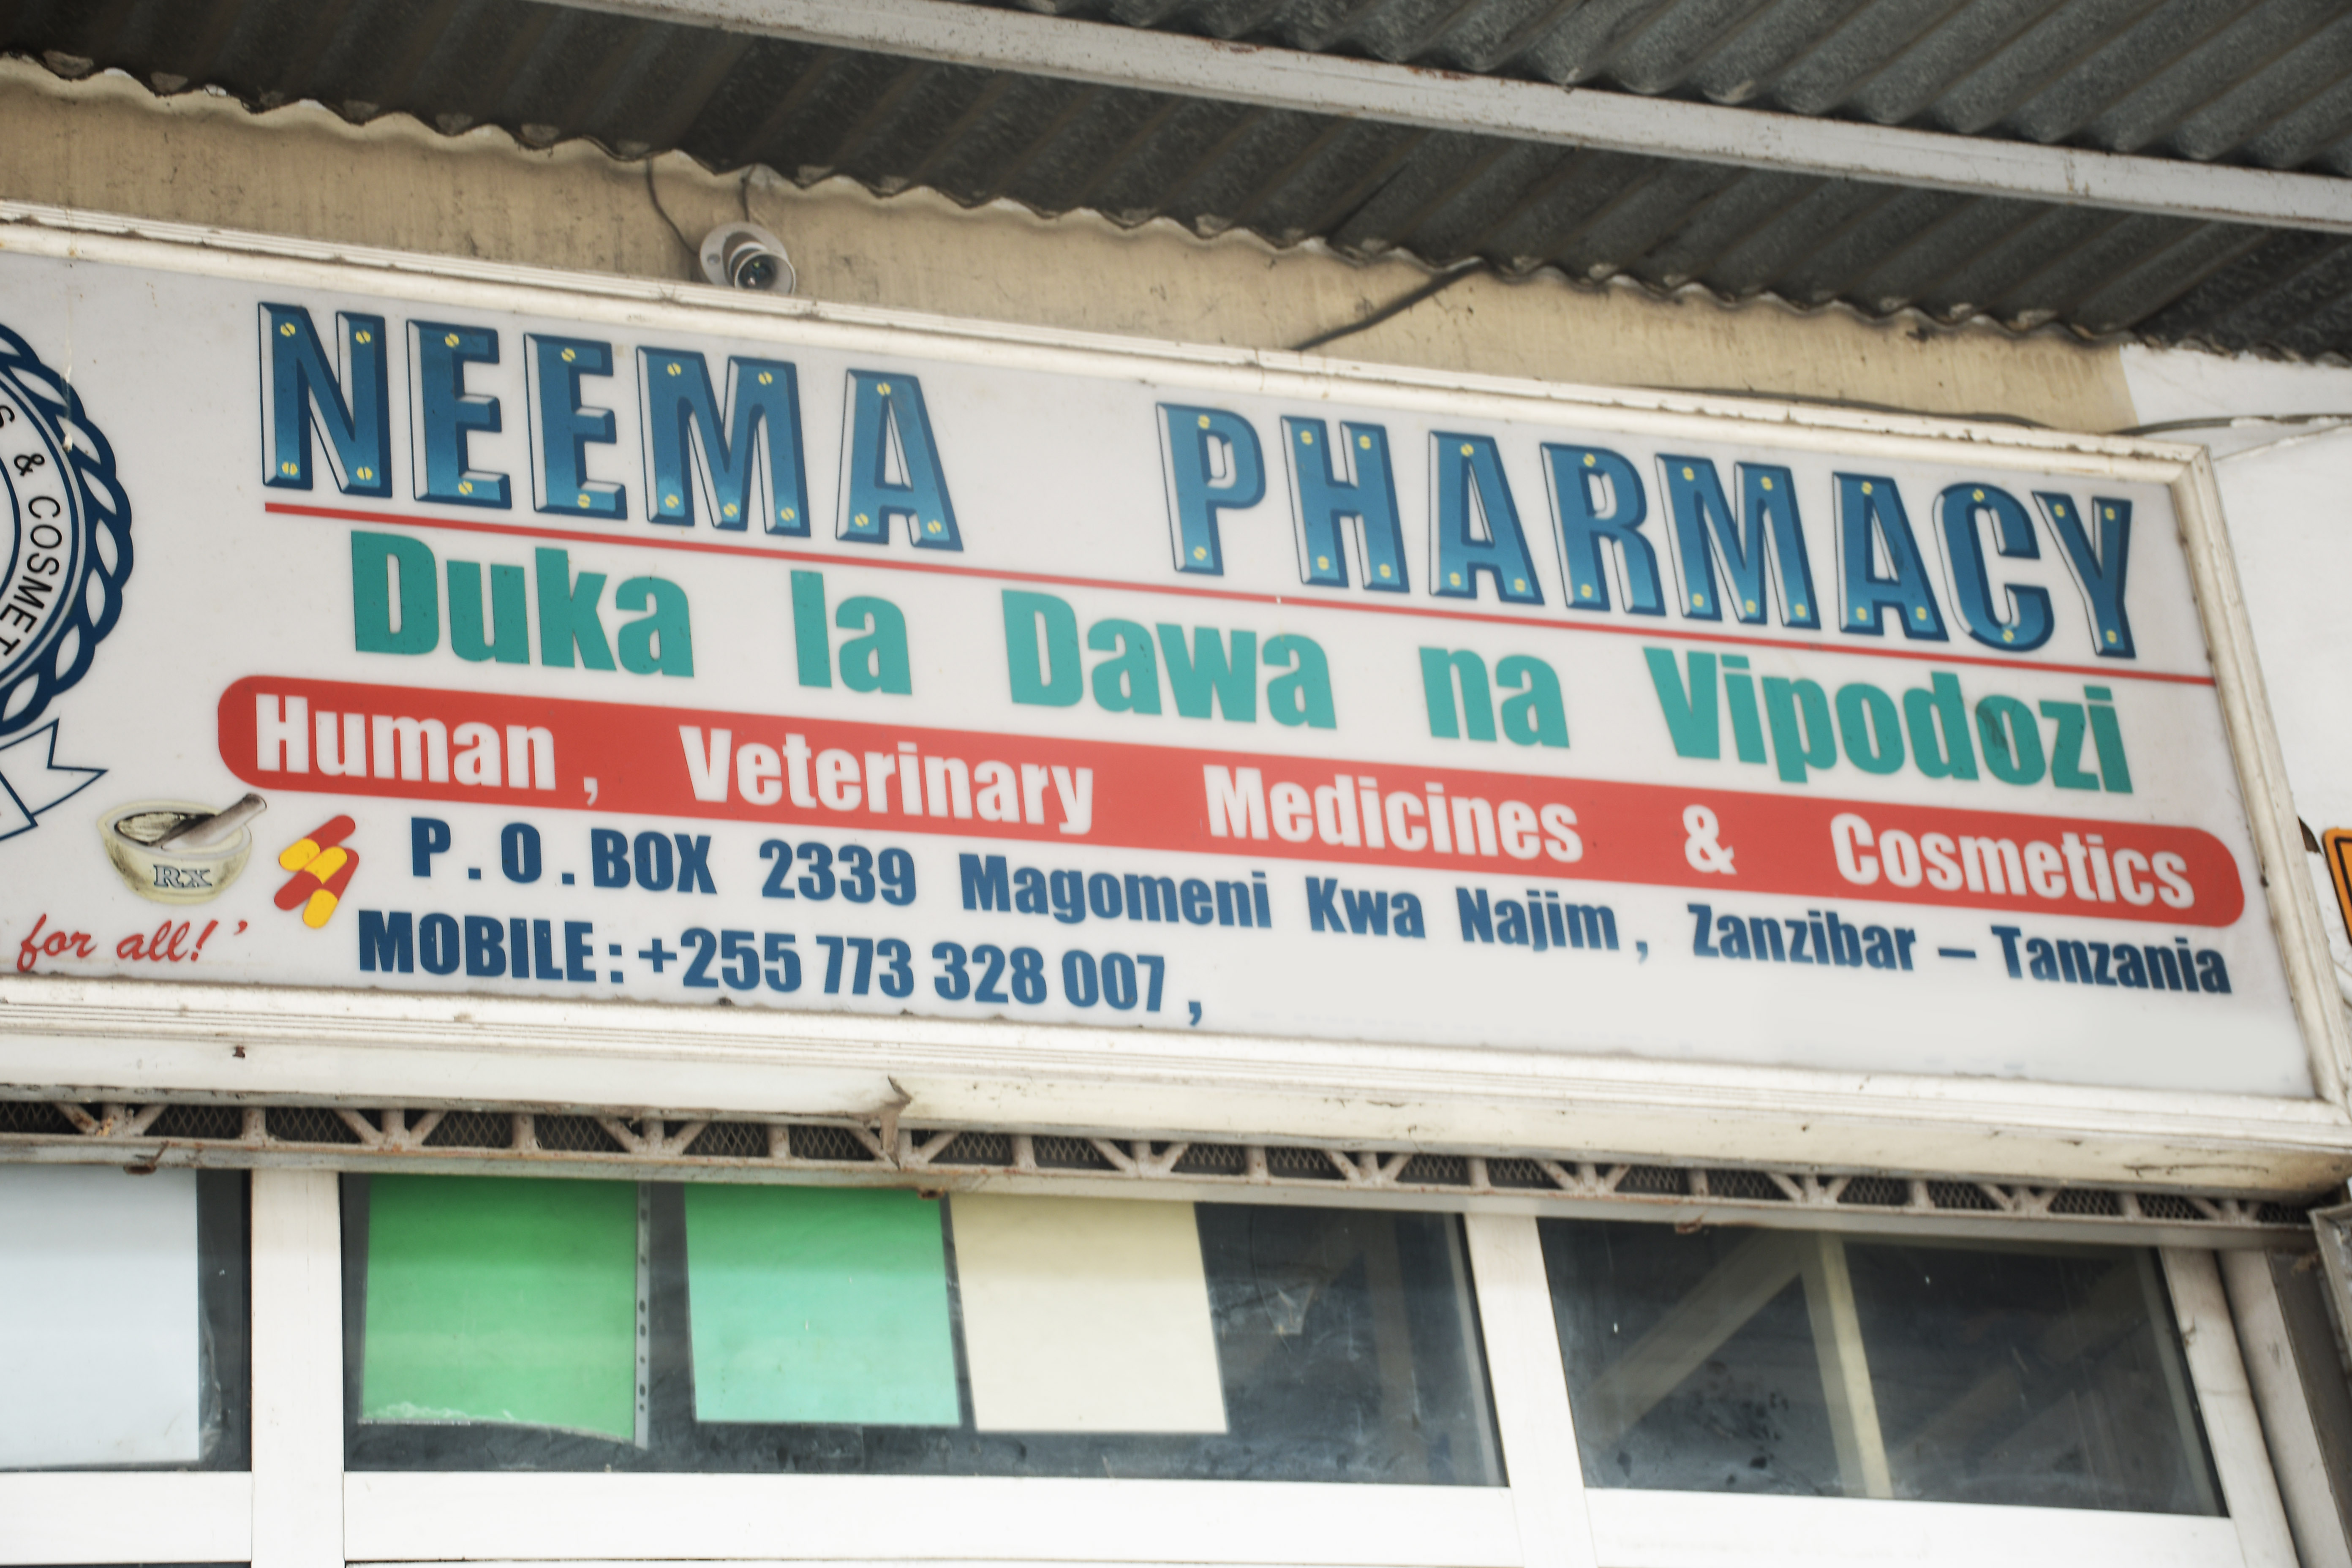 NEEMA PHARMACY
Duka la Dawa na Vipodozi
Human, Veterinary Medicines & Cosmetics
P.O.BOX 2339 Magomeni Kwa Najim, Zanzibar – Tanzania
MOBILE: +255 773 328 007,
& COSMET
RX
for all!’